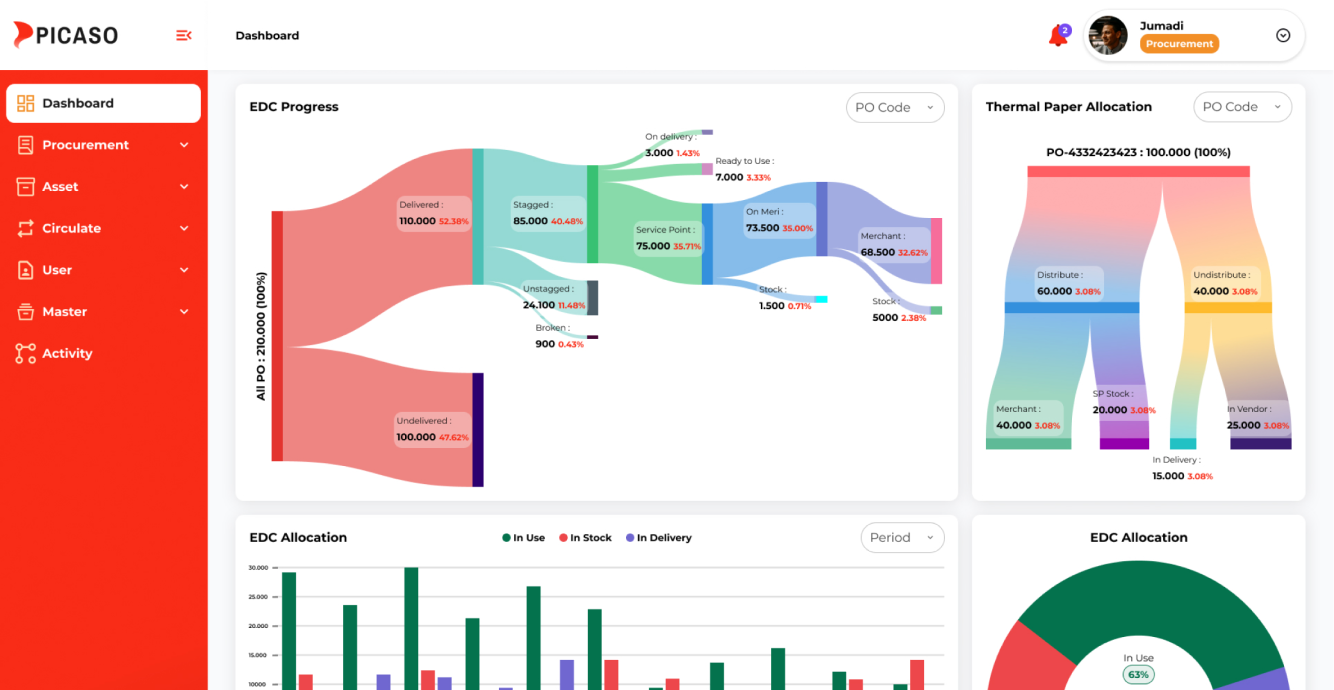 PICASO
Dashboard
2
Jumadi
Procurement
Dashboard
Procurement
Asset
Circulate
User
Master
Activity
EDC Progress
PO Code
All PO : 210.000 (100%)
Delivered :
110.000 52.38%
Undelivered :
100.000 47.62%
Stagged :
85.000 40.48%
Unstagged :
24.100 11.48%
Broken :
900 0.43%
On delivery :
3.000 1.43%
Ready to Use :
7.000 3.33%
Service Point :
75.000 35.71%
On Meri :
73.500 35.00%
Stock :
1.500 0.71%
Merchant :
68.500 32.62%
Stock :
5000 2.38%
Thermal Paper Allocation
PO Code
PO-4332423423 : 100.000 (100%)
Distribute :
60.000 3.08%
Undistribute :
40.000 3.08%
Merchant :
40.000 3.08%
SP Stock :
20.000 3.08%
In Delivery :
15.000 3.08%
In Vendor :
25.000 3.08%
EDC Allocation
In Use
In Stock
In Delivery
Period
30.000
25.000
20.000
15.000
10000
EDC Allocation
In Use
63%